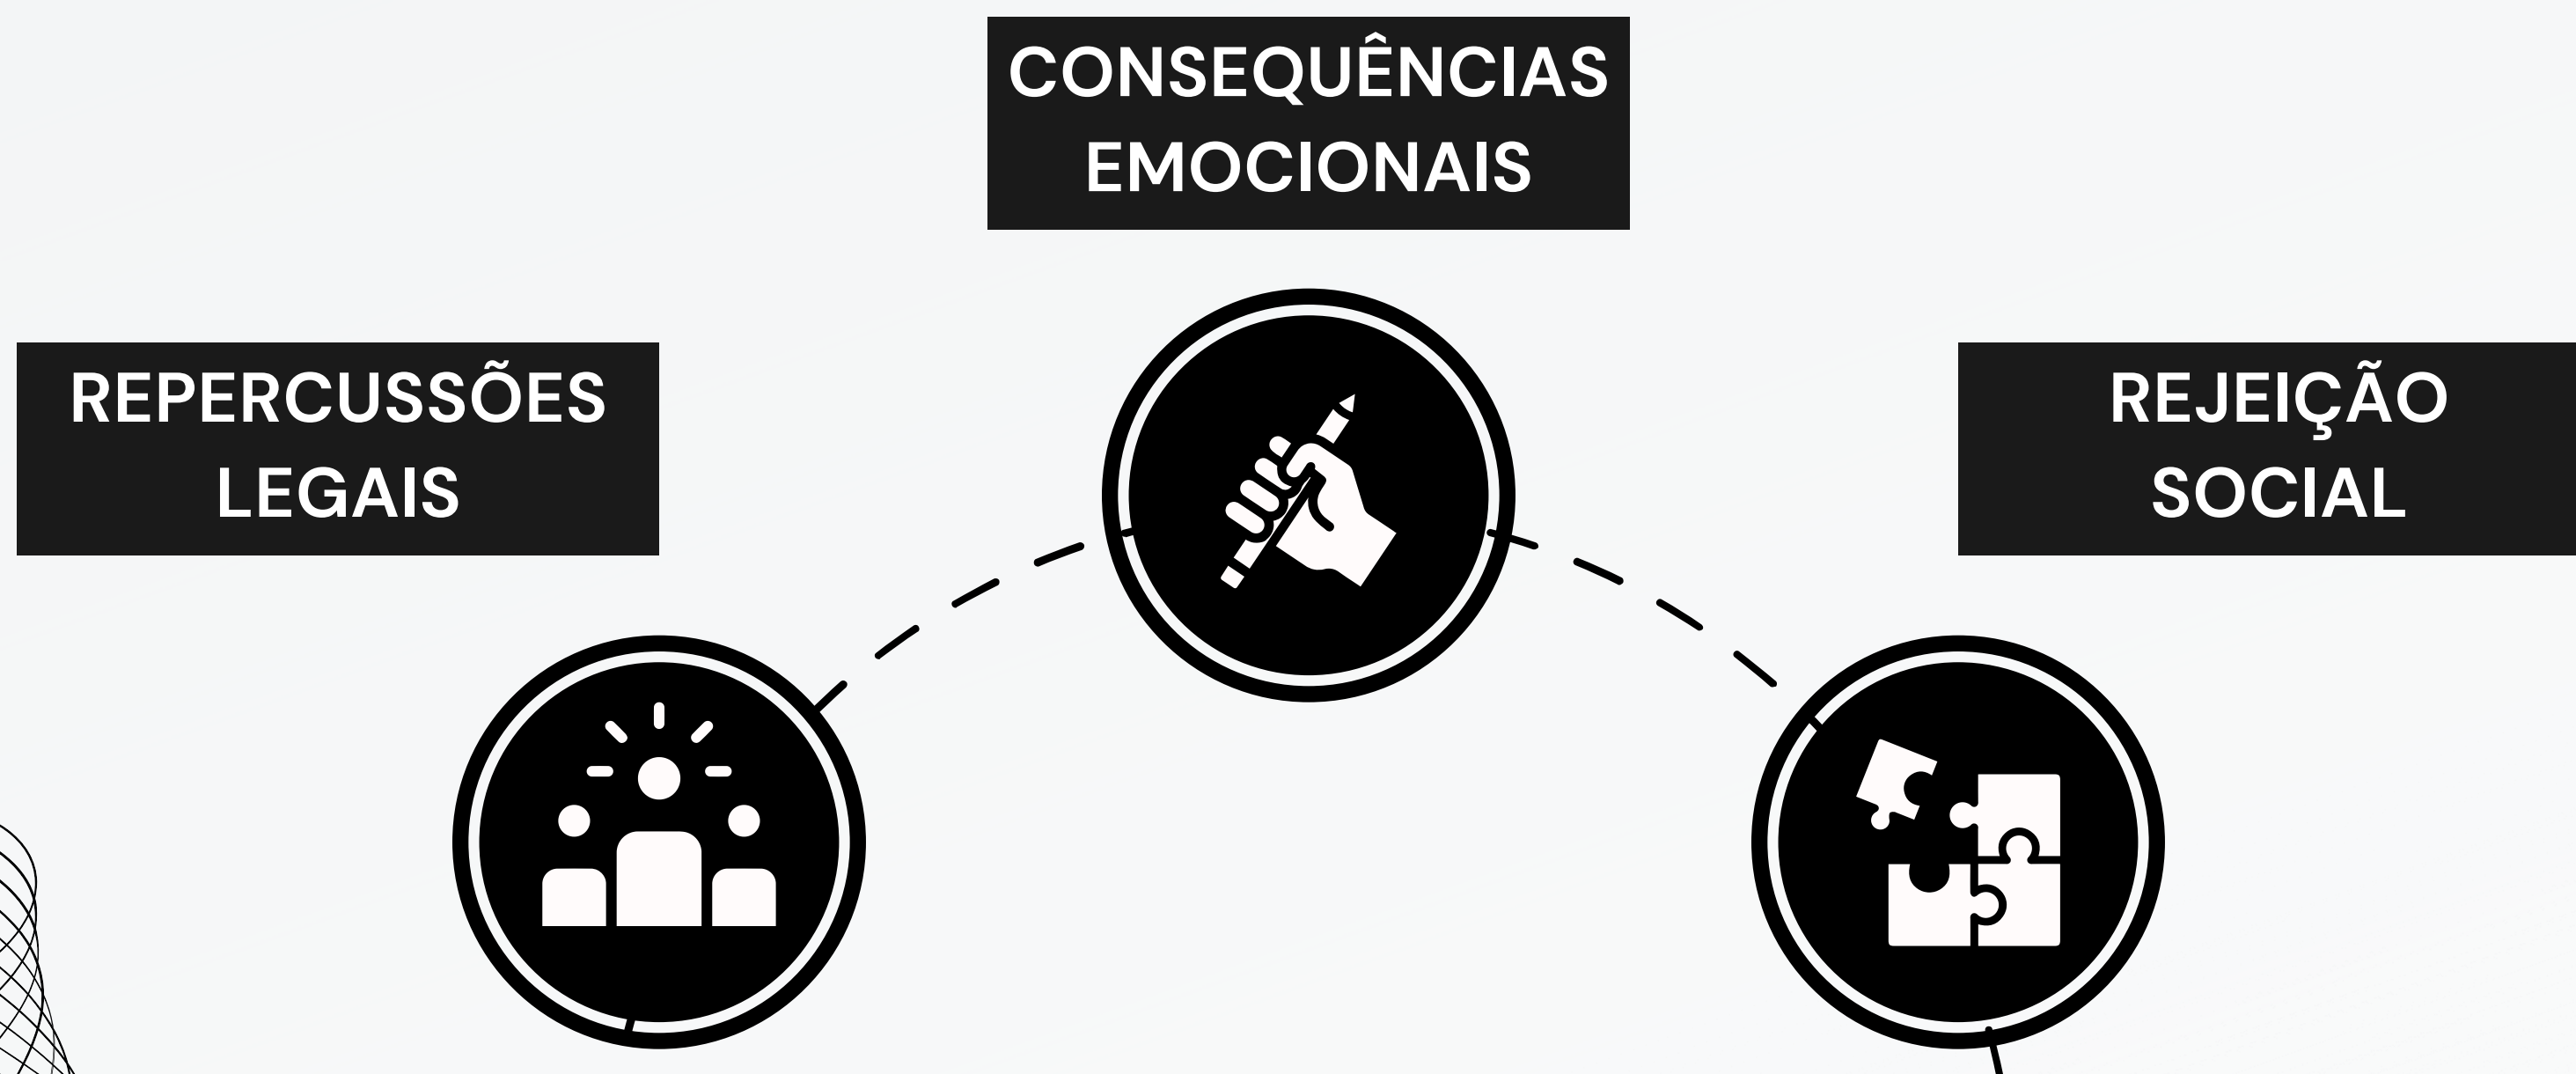 CONSEQUÊNCIAS
EMOCIONAIS
REPERCUSSÕES
LEGAIS
REJEIÇÃO
SOCIAL